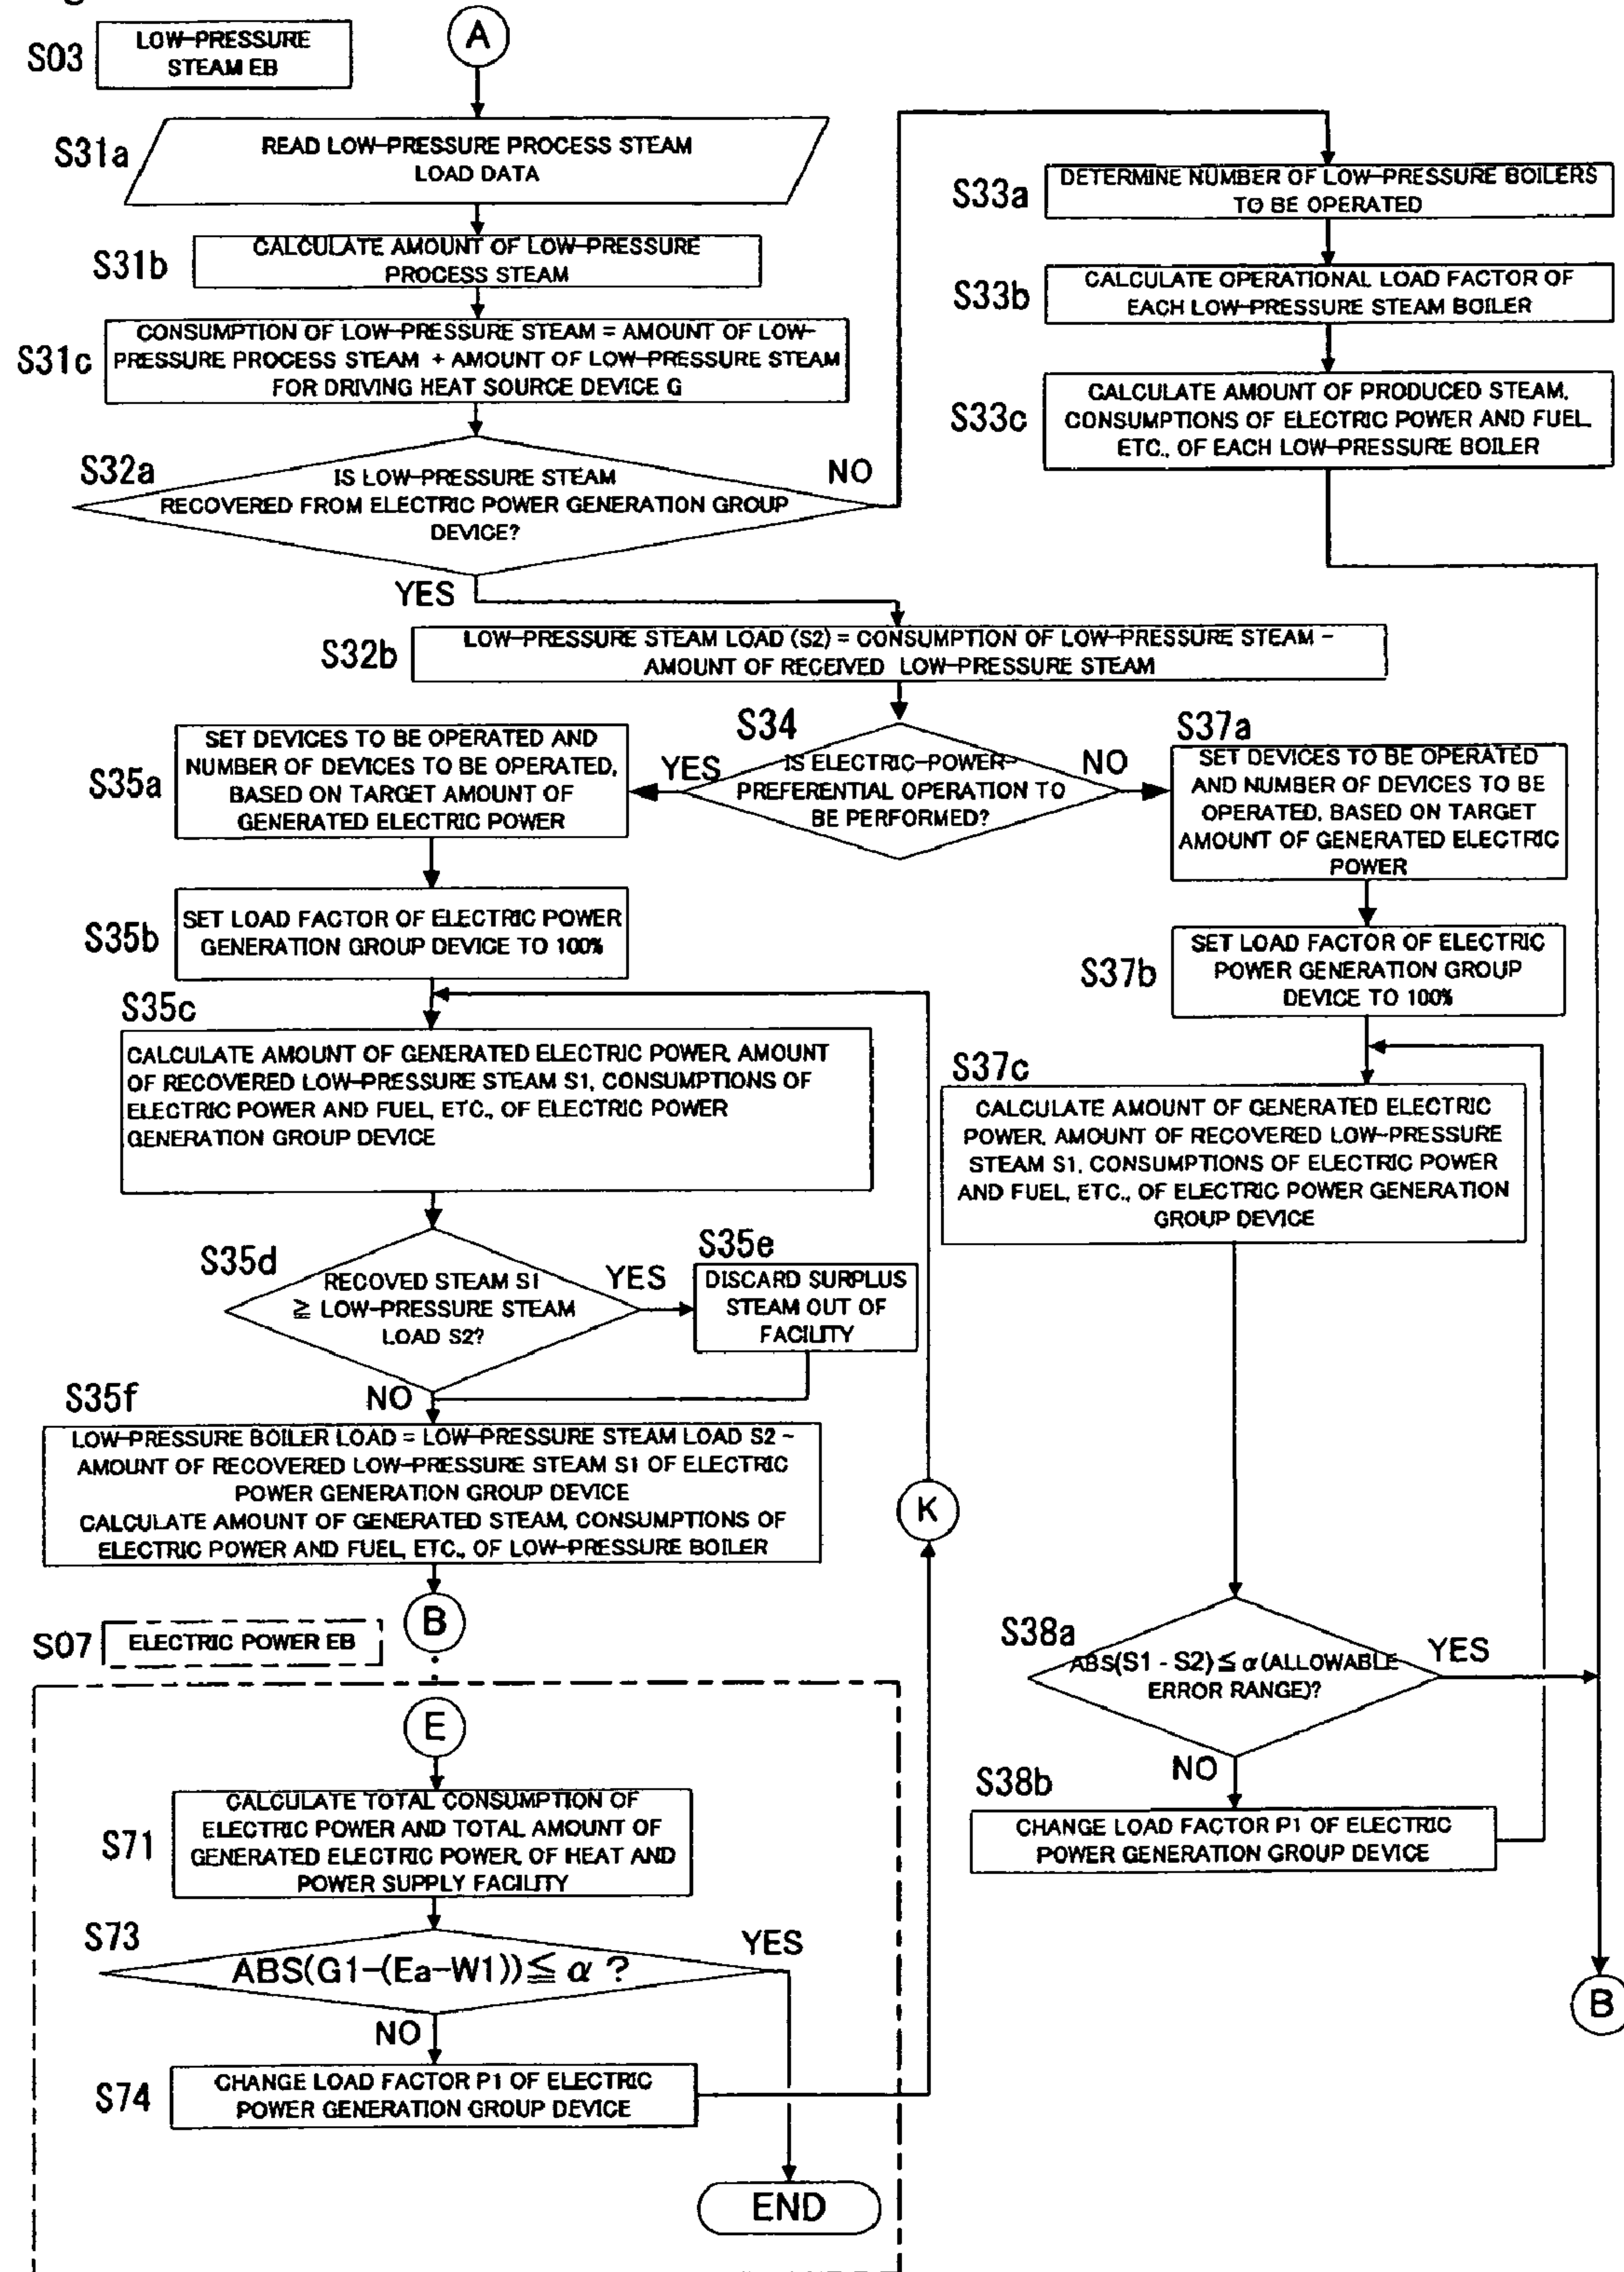 S03
LOW-PRESSURE
STEAM EB
A
S31a
READ LOW-PRESSURE PROCESS STEAM
LOAD DATA
S31b
CALCULATE AMOUNT OF LOW-PRESSURE
PROCESS STEAM
S31c
CONSUMPTION OF LOW-PRESSURE STEAM = AMOUNT OF LOW-
PRESSURE PROCESS STEAM + AMOUNT OF LOW-PRESSURE STEAM
FOR DRIVING HEAT SOURCE DEVICE G
S32a
IS LOW-PRESSURE STEAM
RECOVERED FROM ELECTRIC POWER GENERATION GROUP
DEVICE?
NO
YES
S33a
DETERMINE NUMBER OF LOW-PRESSURE BOILERS
TO BE OPERATED
S33b
CALCULATE OPERATIONAL LOAD FACTOR OF
EACH LOW-PRESSURE STEAM BOILER
S33c
CALCULATE AMOUNT OF PRODUCED STEAM,
CONSUMPTIONS OF ELECTRIC POWER AND FUEL,
ETC., OF EACH LOW-PRESSURE BOILER
S32b
LOW-PRESSURE STEAM LOAD (S2) = CONSUMPTION OF LOW-PRESSURE STEAM -
AMOUNT OF RECEIVED LOW-PRESSURE STEAM
S34
IS ELECTRIC-POWER-
PREFERENTIAL OPERATION TO
BE PERFORMED?
YES
NO
S35a
SET DEVICES TO BE OPERATED AND
NUMBER OF DEVICES TO BE OPERATED,
BASED ON TARGET AMOUNT OF
GENERATED ELECTRIC POWER
S35b
SET LOAD FACTOR OF ELECTRIC POWER
GENERATION GROUP DEVICE TO 100%
S35c
CALCULATE AMOUNT OF GENERATED ELECTRIC POWER, AMOUNT
OF RECOVERED LOW-PRESSURE STEAM S1, CONSUMPTIONS OF
ELECTRIC POWER AND FUEL, ETC., OF ELECTRIC POWER
GENERATION GROUP DEVICE
S35d
RECOVED STEAM S1
≧ LOW-PRESSURE STEAM
LOAD S2?
YES
NO
S35e
DISCARD SURPLUS
STEAM OUT OF
FACILITY
S35f
LOW-PRESSURE BOILER LOAD = LOW-PRESSURE STEAM LOAD S2 -
AMOUNT OF RECOVERED LOW-PRESSURE STEAM S1 OF ELECTRIC
POWER GENERATION GROUP DEVICE
CALCULATE AMOUNT OF GENERATED STEAM, CONSUMPTIONS OF
ELECTRIC POWER AND FUEL, ETC., OF LOW-PRESSURE BOILER
B
K
S37a
SET DEVICES TO BE OPERATED
AND NUMBER OF DEVICES TO BE
OPERATED, BASED ON TARGET
AMOUNT OF GENERATED ELECTRIC
POWER
S37b
SET LOAD FACTOR OF ELECTRIC
POWER GENERATION GROUP
DEVICE TO 100%
S37c
CALCULATE AMOUNT OF GENERATED ELECTRIC
POWER, AMOUNT OF RECOVERED LOW-PRESSURE
STEAM S1, CONSUMPTIONS OF ELECTRIC POWER
AND FUEL, ETC., OF ELECTRIC POWER GENERATION
GROUP DEVICE
S38a
ABS(S1 - S2) ≦ α (ALLOWABLE
ERROR RANGE)?
YES
NO
S38b
CHANGE LOAD FACTOR P1 OF ELECTRIC
POWER GENERATION GROUP DEVICE
B
S07
ELECTRIC POWER EB
E
S71
CALCULATE TOTAL CONSUMPTION OF
ELECTRIC POWER AND TOTAL AMOUNT OF
GENERATED ELECTRIC POWER, OF HEAT AND
POWER SUPPLY FACILITY
S73
ABS(G1-(Ea-W1)) ≦ α ?
YES
NO
S74
CHANGE LOAD FACTOR P1 OF ELECTRIC
POWER GENERATION GROUP DEVICE
END